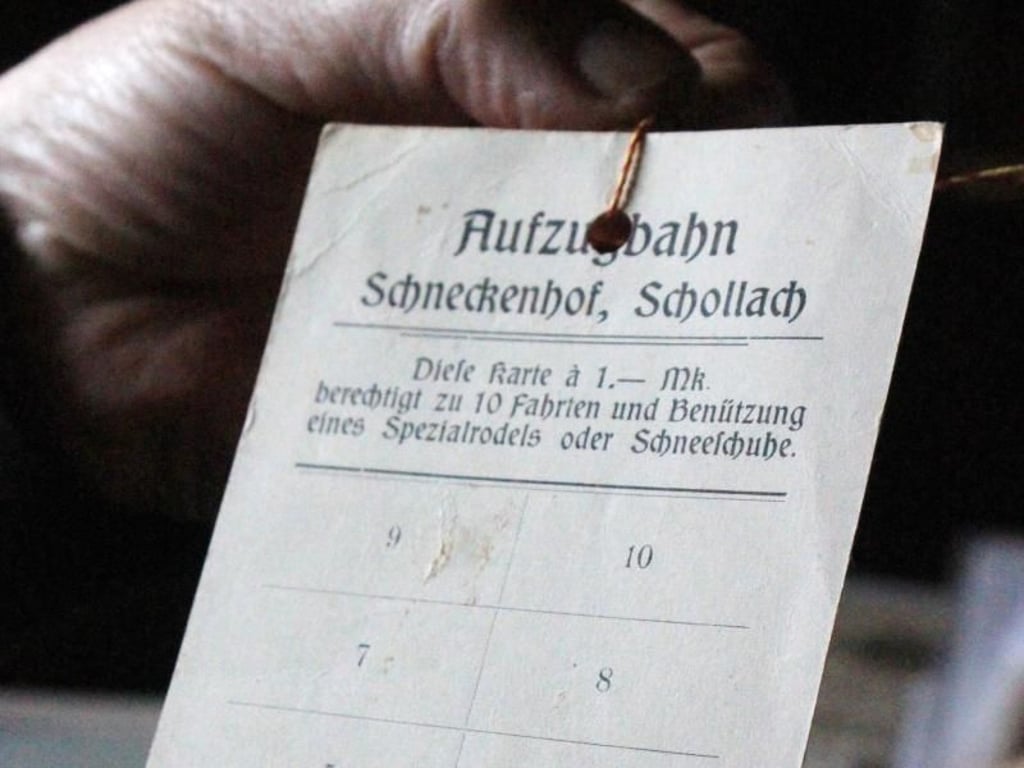 Aufzugbahn
Schneckenhof, Schollach
Dieſe Karte à 1.— Mk.
berechtigt zu 10 Fahrten und Benützung
eines Spezialrodels oder Schneeſchuhe.
9 10
7 8